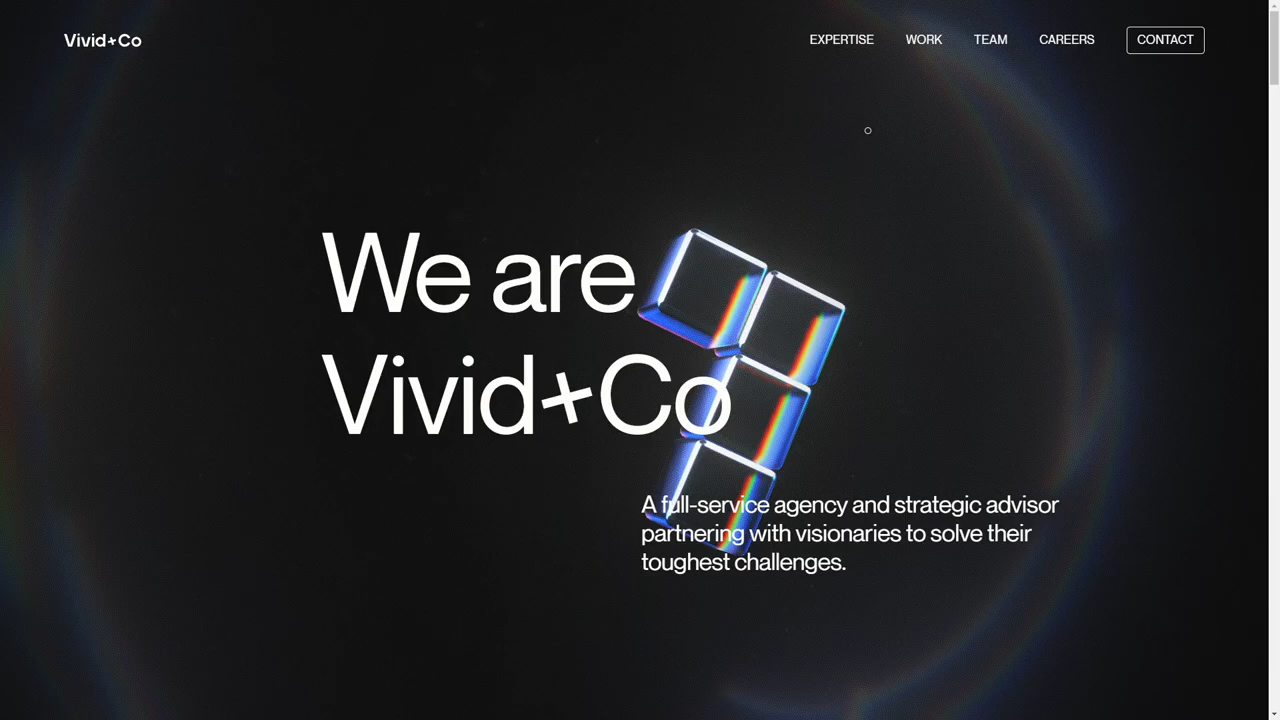 Vivid+Co
EXPERTISE
WORK
TEAM
CAREERS
CONTACT
We are
Vivid+Co
A full-service agency and strategic advisor
partnering with visionaries to solve their
toughest challenges.